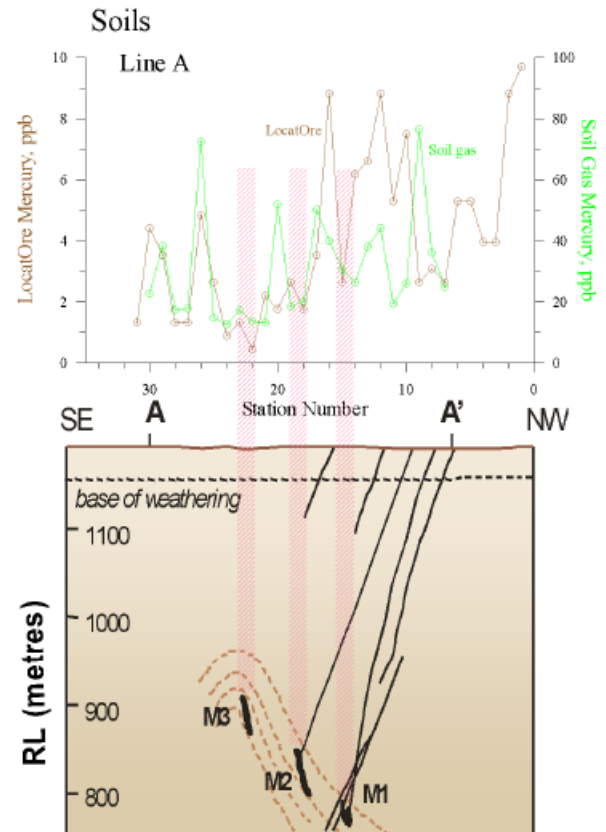 Soils
Line A
LocatOre Mercury, ppb
10
8
6
4
2
0
LocatOre
Soil gas
100
80
60
40
20
0
Soil Gas Mercury, ppb
30
20
10
0
Station Number
SE
A
A'
NW
base of weathering
RL (metres)
1100
1000
900
800
M3
M2
M1